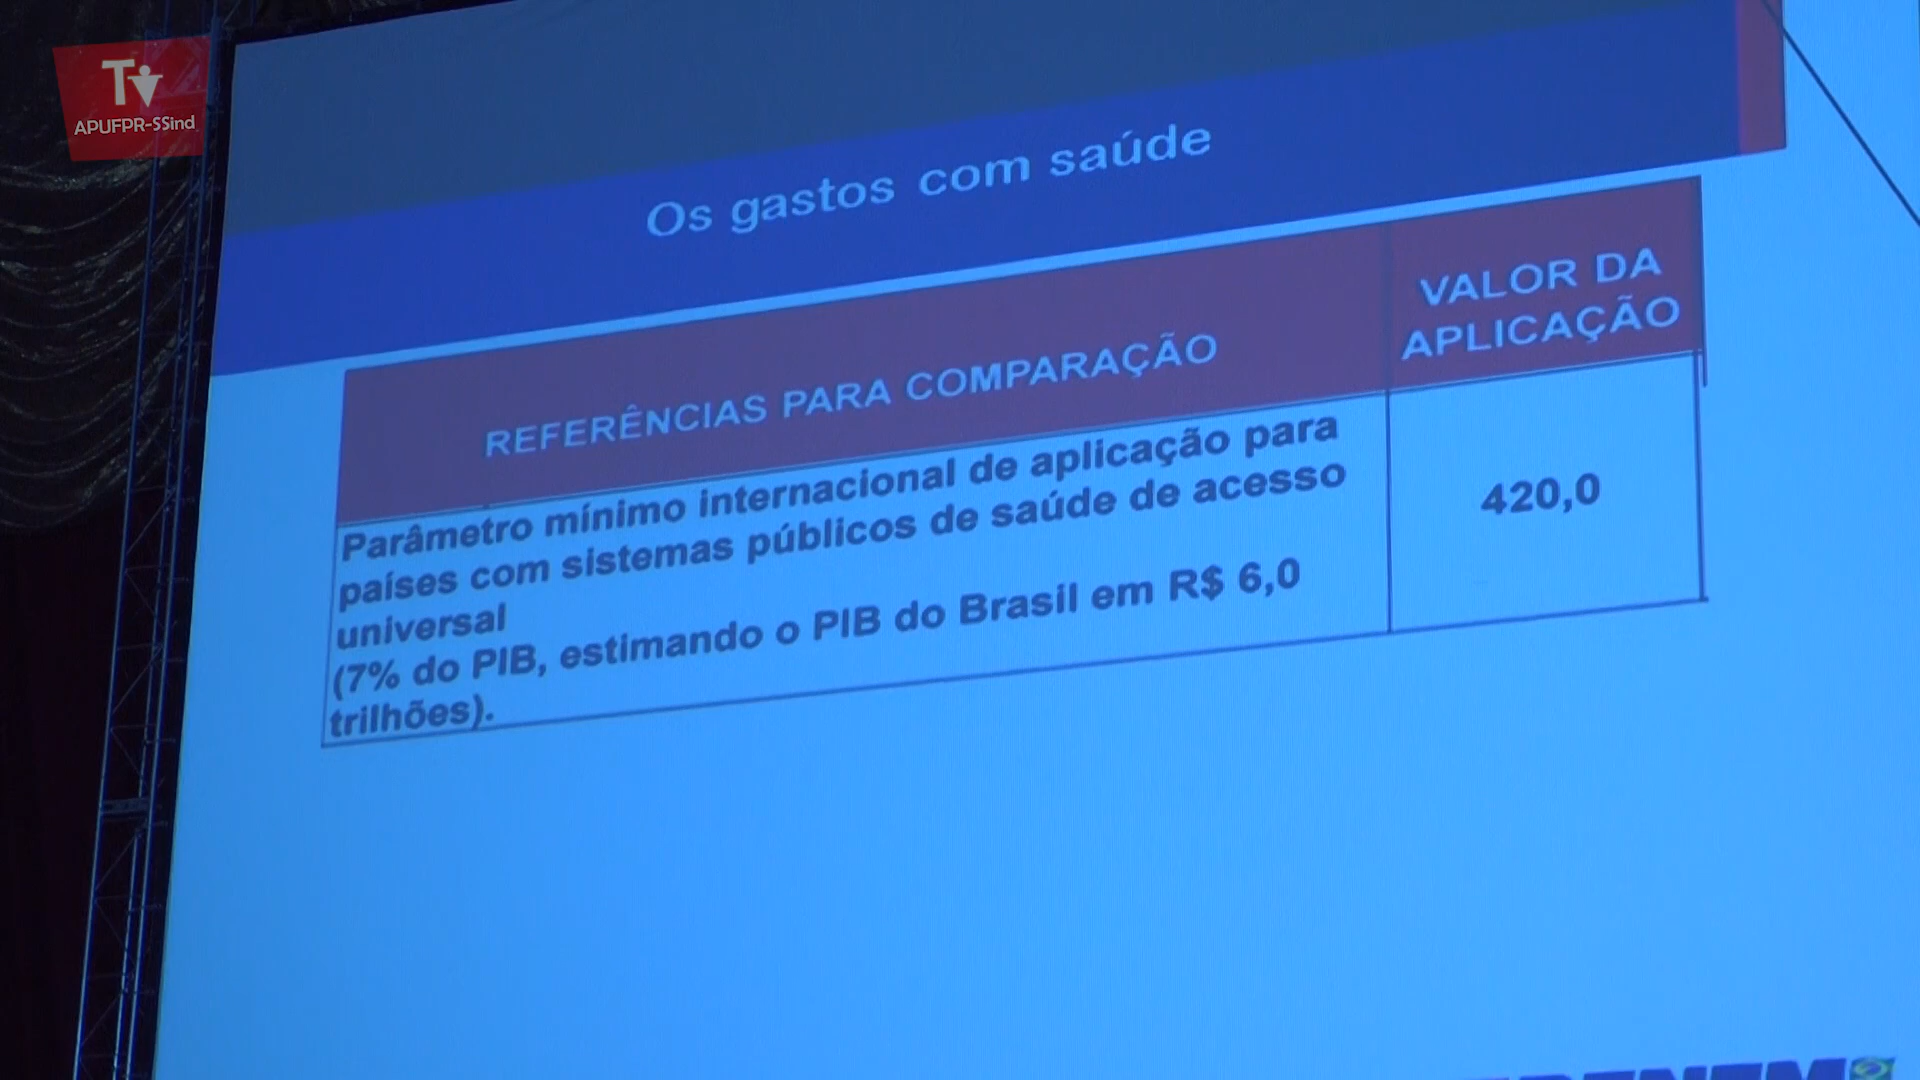 TV
APUFPR-SSind
Os gastos com saúde
REFERÊNCIAS PARA COMPARAÇÃO
VALOR DA
APLICAÇÃO
Parâmetro mínimo internacional de aplicação para
países com sistemas públicos de saúde de acesso
universal
(7% do PIB, estimando o PIB do Brasil em R$ 6,0
trilhões).
420,0